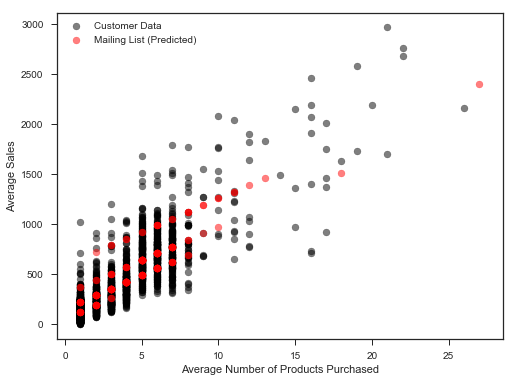 3000
2500
2000
1500
1000
500
0
Average Sales
Customer Data
Mailing List (Predicted)
0 5 10 15 20 25
Average Number of Products Purchased